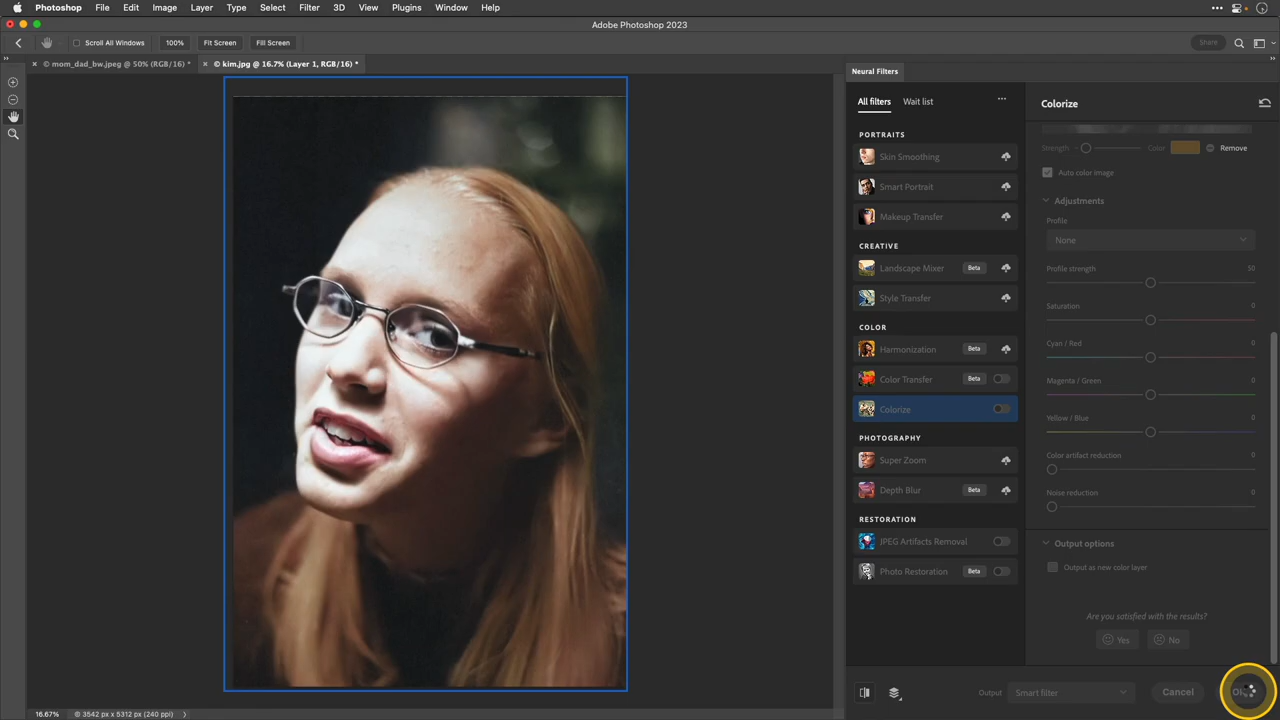 Photoshop File Edit Image Layer Type Select Filter 3D View Plugins Window Help
Adobe Photoshop 2023
Scroll All Windows 100% Fit Screen Fill Screen Share
© mom_dad_bw.jpeg @ 50% (RGB/16) * © kim.jpg @ 16.7% (Layer 1, RGB/16) *
Neural Filters
All filters Wait list
Colorize
PORTRAITS
Skin Smoothing
Smart Portrait
Makeup Transfer
CREATIVE
Landscape Mixer Beta
Style Transfer
COLOR
Harmonization Beta
Color Transfer Beta
Colorize
PHOTOGRAPHY
Super Zoom
Depth Blur Beta
RESTORATION
JPEG Artifacts Removal
Photo Restoration Beta
Strength Color Remove
Auto color image
Adjustments
Profile
None
Profile strength 50
Saturation 0
Cyan / Red 0
Magenta / Green 0
Yellow / Blue 0
Color artifact reduction 0
Noise reduction 0
Output options
Output as new color layer
Are you satisfied with the results?
Yes No
Output Smart filter Cancel
16.67% © 3542 px x 5312 px (240 ppi)